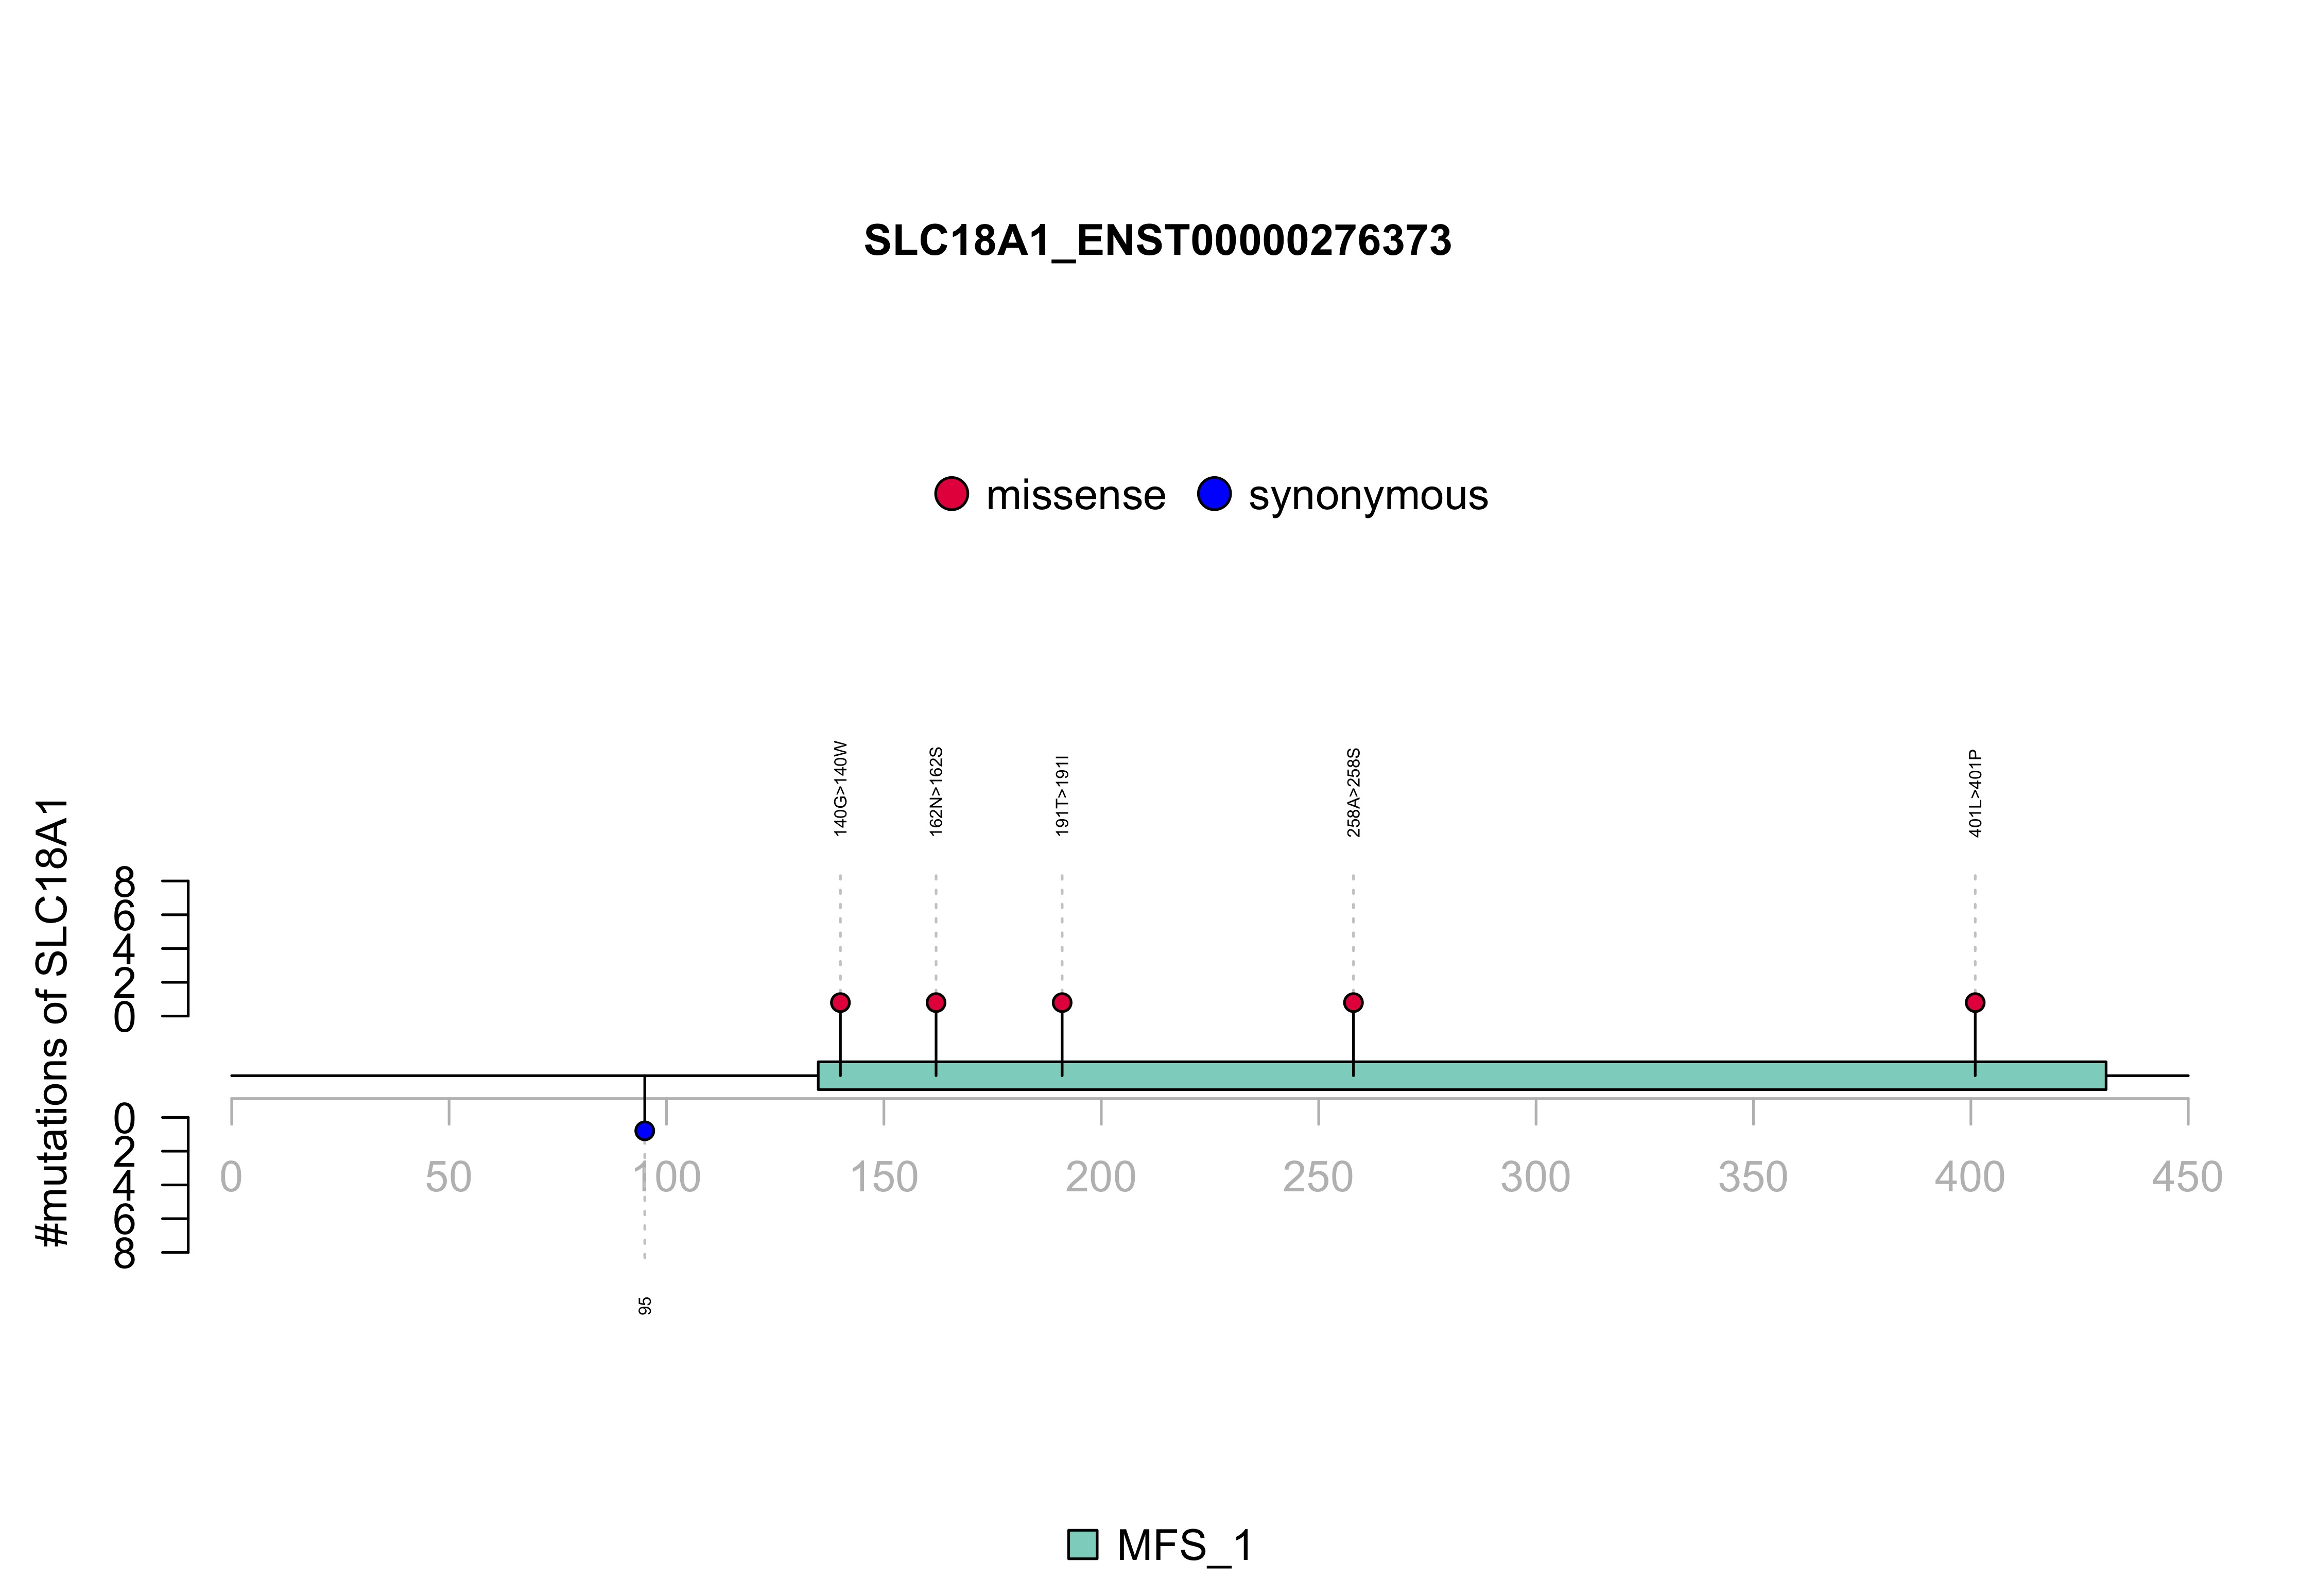 SLC18A1_ENST00000276373
missense synonymous
140G>140W
162N>162S
191T>191I
258A>258S
401L>401P
#mutations of SLC18A1
8
6
4
2
0
0
2
4
6
8
0 50 100 150 200 250 300 350 400 450
95
MFS_1